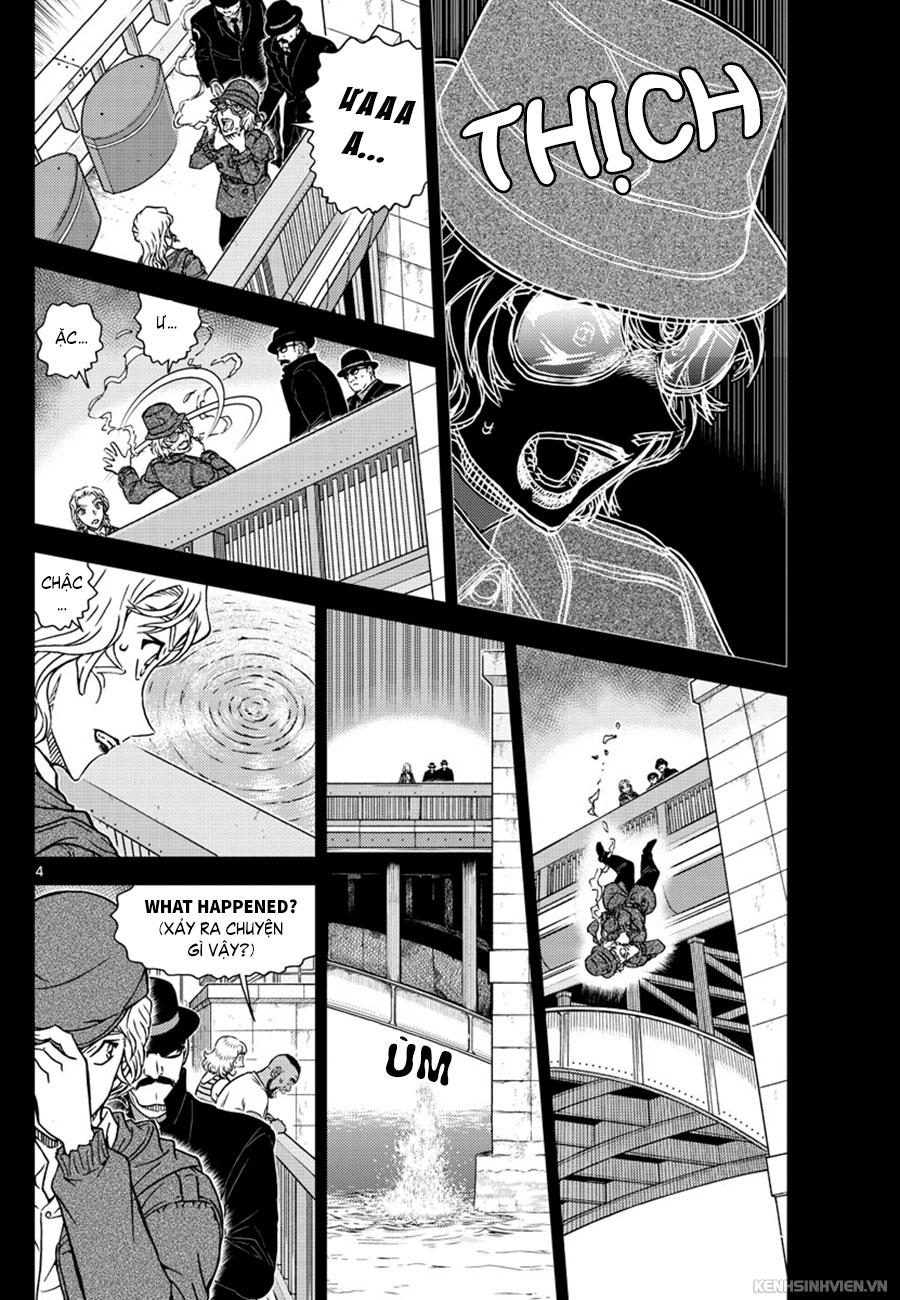 THỊCH
ƯAAA
A...
Ư...
ẶC...
ÙM
CHẬC
...
4
WHAT HAPPENED?
(XẢY RA CHUYỆN
GÌ VẬY?)
KENHSINHVIEN.VN